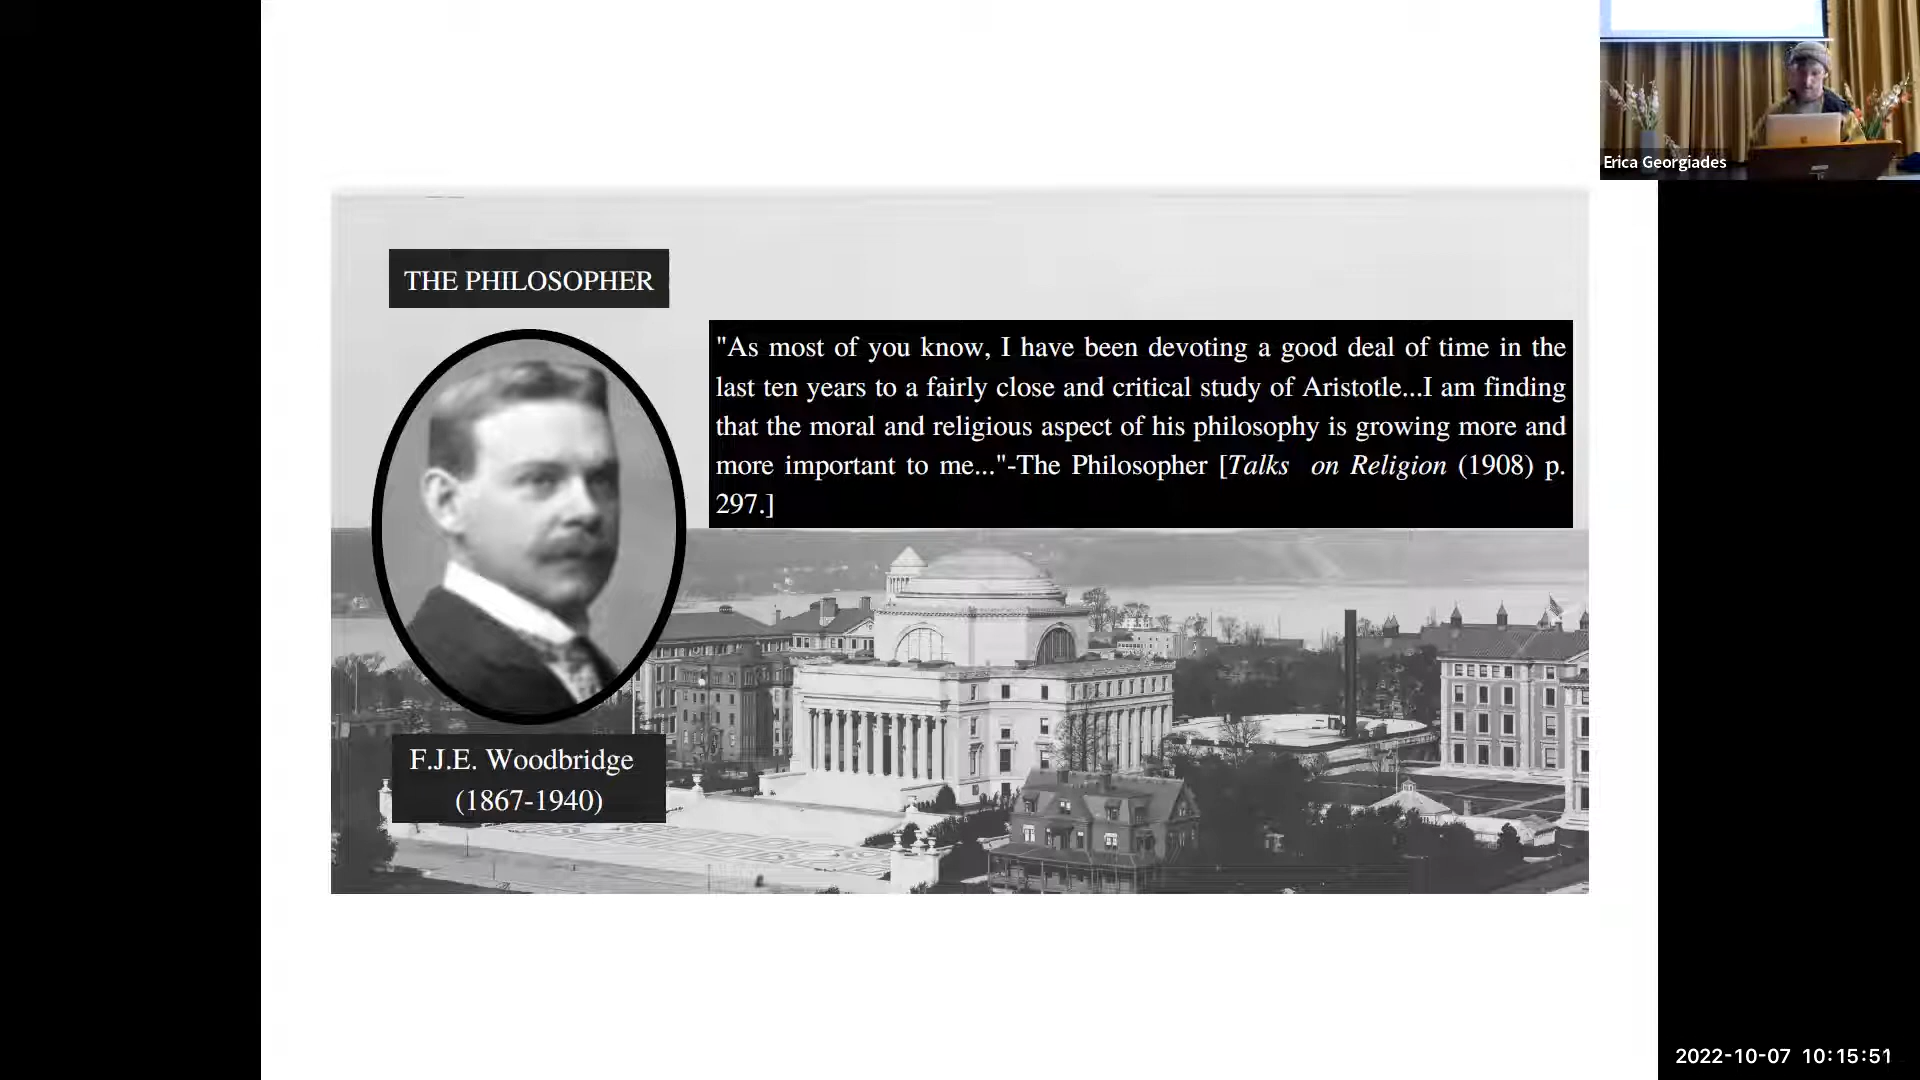 Erica Georgiades
THE PHILOSOPHER
"As most of you know, I have been devoting a good deal of time in the
last ten years to a fairly close and critical study of Aristotle...I am finding
that the moral and religious aspect of his philosophy is growing more and
more important to me..."-The Philosopher [Talks on Religion (1908) p.
297.]
F.J.E. Woodbridge
(1867-1940)
2022-10-07 10:15:51